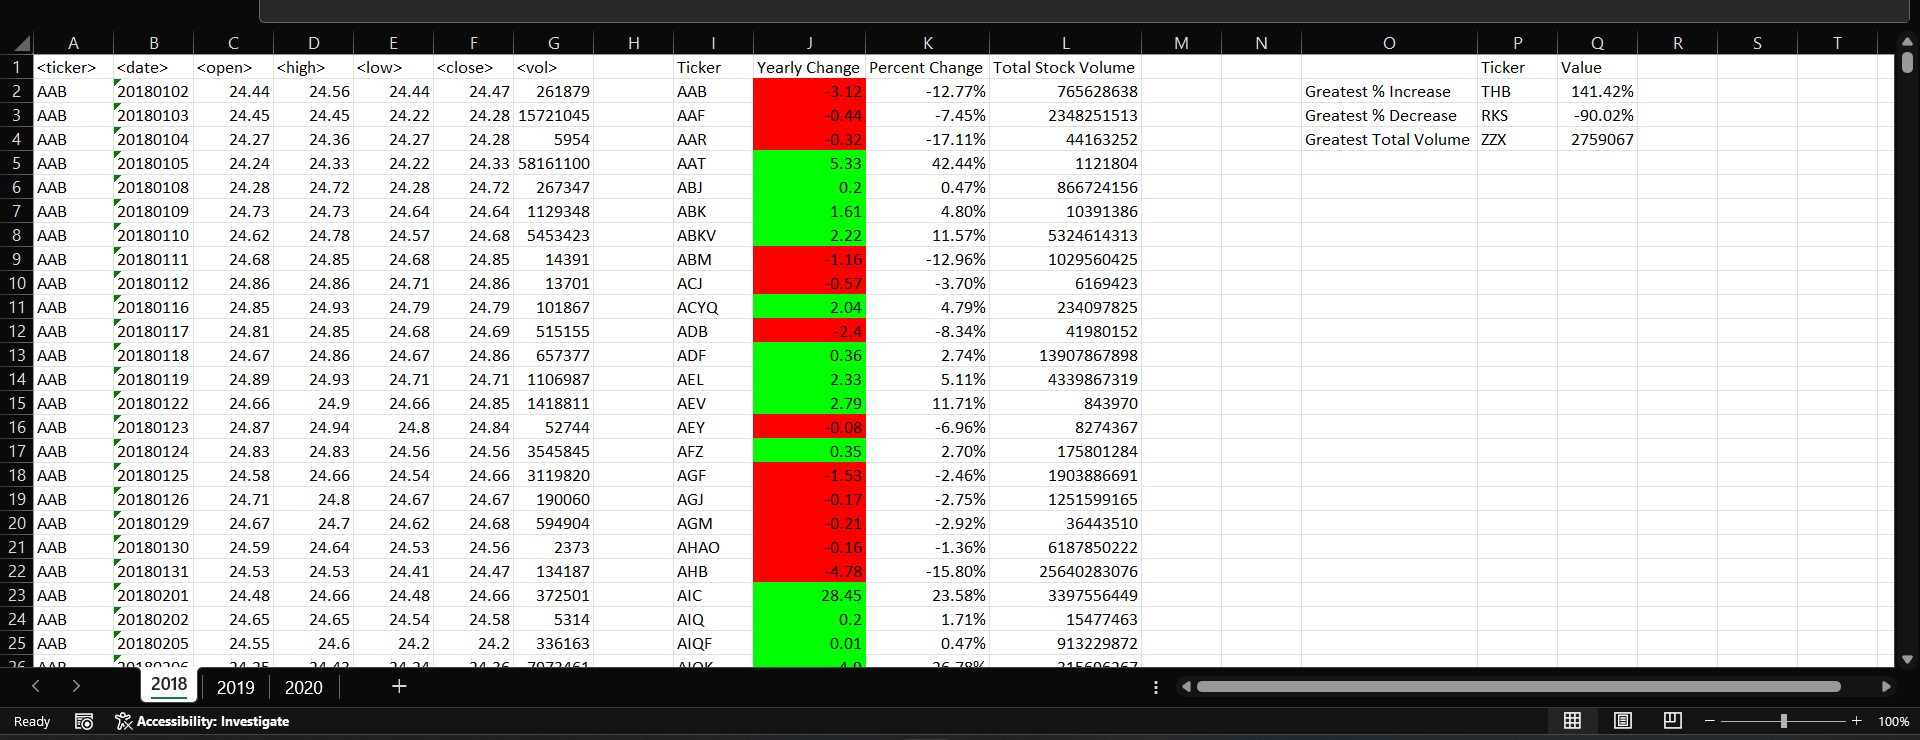 A B C D E F G H I J K L M N O P Q R S T
1 <ticker> <date> <open> <high> <low> <close> <vol> Ticker Yearly Change Percent Change Total Stock Volume Ticker Value
2 AAB 20180102 24.44 24.56 24.44 24.47 261879 AAB -3.12 -12.77% 765628638 Greatest % Increase THB 141.42%
3 AAB 20180103 24.45 24.45 24.22 24.28 15721045 AAF -0.44 -7.45% 2348251513 Greatest % Decrease RKS -90.02%
4 AAB 20180104 24.27 24.36 24.27 24.28 5954 AAR -0.32 -17.11% 44163252 Greatest Total Volume ZZX 2759067
5 AAB 20180105 24.24 24.33 24.22 24.33 58161100 AAT 5.33 42.44% 1121804
6 AAB 20180108 24.28 24.72 24.28 24.72 267347 ABJ 0.2 0.47% 866724156
7 AAB 20180109 24.73 24.73 24.64 24.64 1129348 ABK 1.61 4.80% 10391386
8 AAB 20180110 24.62 24.78 24.57 24.68 5453423 ABKV 2.22 11.57% 5324614313
9 AAB 20180111 24.68 24.85 24.68 24.85 14391 ABM -1.16 -12.96% 1029560425
10 AAB 20180112 24.86 24.86 24.71 24.86 13701 ACJ -0.57 -3.70% 6169423
11 AAB 20180116 24.85 24.93 24.79 24.79 101867 ACYQ 2.04 4.79% 234097825
12 AAB 20180117 24.81 24.85 24.68 24.69 515155 ADB -2.4 -8.34% 41980152
13 AAB 20180118 24.67 24.86 24.67 24.86 657377 ADF 0.36 2.74% 13907867898
14 AAB 20180119 24.89 24.93 24.71 24.71 1106987 AEL 2.33 5.11% 4339867319
15 AAB 20180122 24.66 24.9 24.66 24.85 1418811 AEV 2.79 11.71% 843970
16 AAB 20180123 24.87 24.94 24.8 24.84 52744 AEY -0.08 -6.96% 8274367
17 AAB 20180124 24.83 24.83 24.56 24.56 3545845 AFZ 0.35 2.70% 175801284
18 AAB 20180125 24.58 24.66 24.54 24.66 3119820 AGF -1.53 -2.46% 1903886691
19 AAB 20180126 24.71 24.8 24.67 24.67 190060 AGJ -0.17 -2.75% 1251599165
20 AAB 20180129 24.67 24.7 24.62 24.68 594904 AGM -0.21 -2.92% 36443510
21 AAB 20180130 24.59 24.64 24.53 24.56 2373 AHAO -0.16 -1.36% 6187850222
22 AAB 20180131 24.53 24.53 24.41 24.47 134187 AHB -4.78 -15.80% 25640283076
23 AAB 20180201 24.48 24.66 24.48 24.66 372501 AIC 28.45 23.58% 3397556449
24 AAB 20180202 24.65 24.65 24.54 24.58 5314 AIQ 0.2 1.71% 15477463
25 AAB 20180205 24.55 24.6 24.2 24.2 336163 AIQF 0.01 0.47% 913229872
2018 2019 2020
Ready Accessibility: Investigate 100%